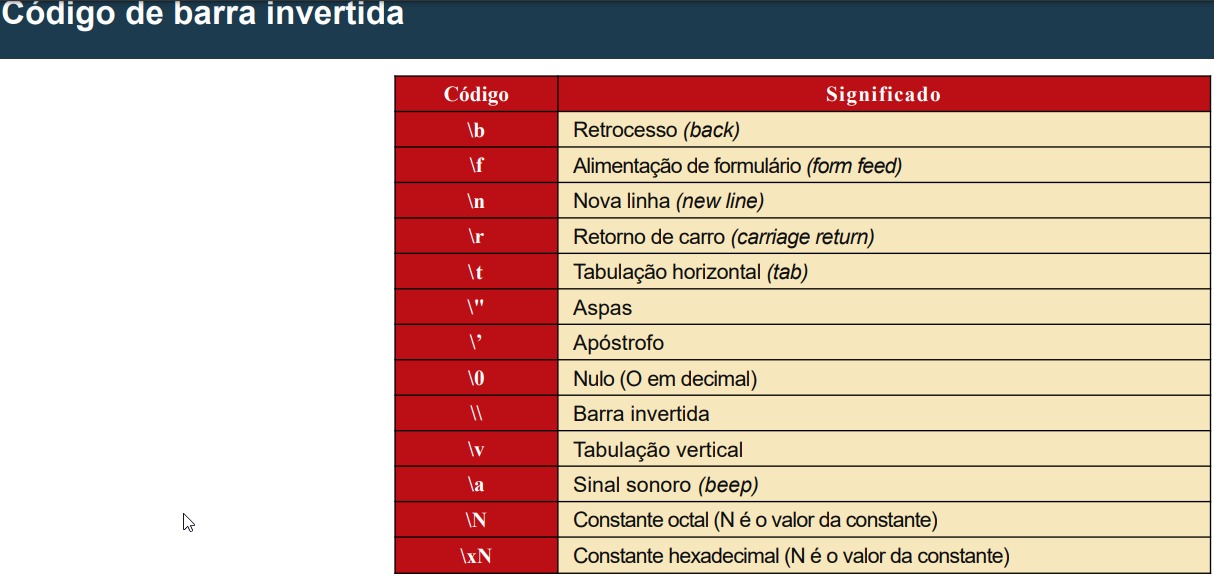 Código de barra invertida
Código Significado
\b Retrocesso (back)
\f Alimentação de formulário (form feed)
\n Nova linha (new line)
\r Retorno de carro (carriage return)
\t Tabulação horizontal (tab)
\" Aspas
\’ Apóstrofo
\0 Nulo (O em decimal)
\\ Barra invertida
\v Tabulação vertical
\a Sinal sonoro (beep)
\N Constante octal (N é o valor da constante)
\xN Constante hexadecimal (N é o valor da constante)